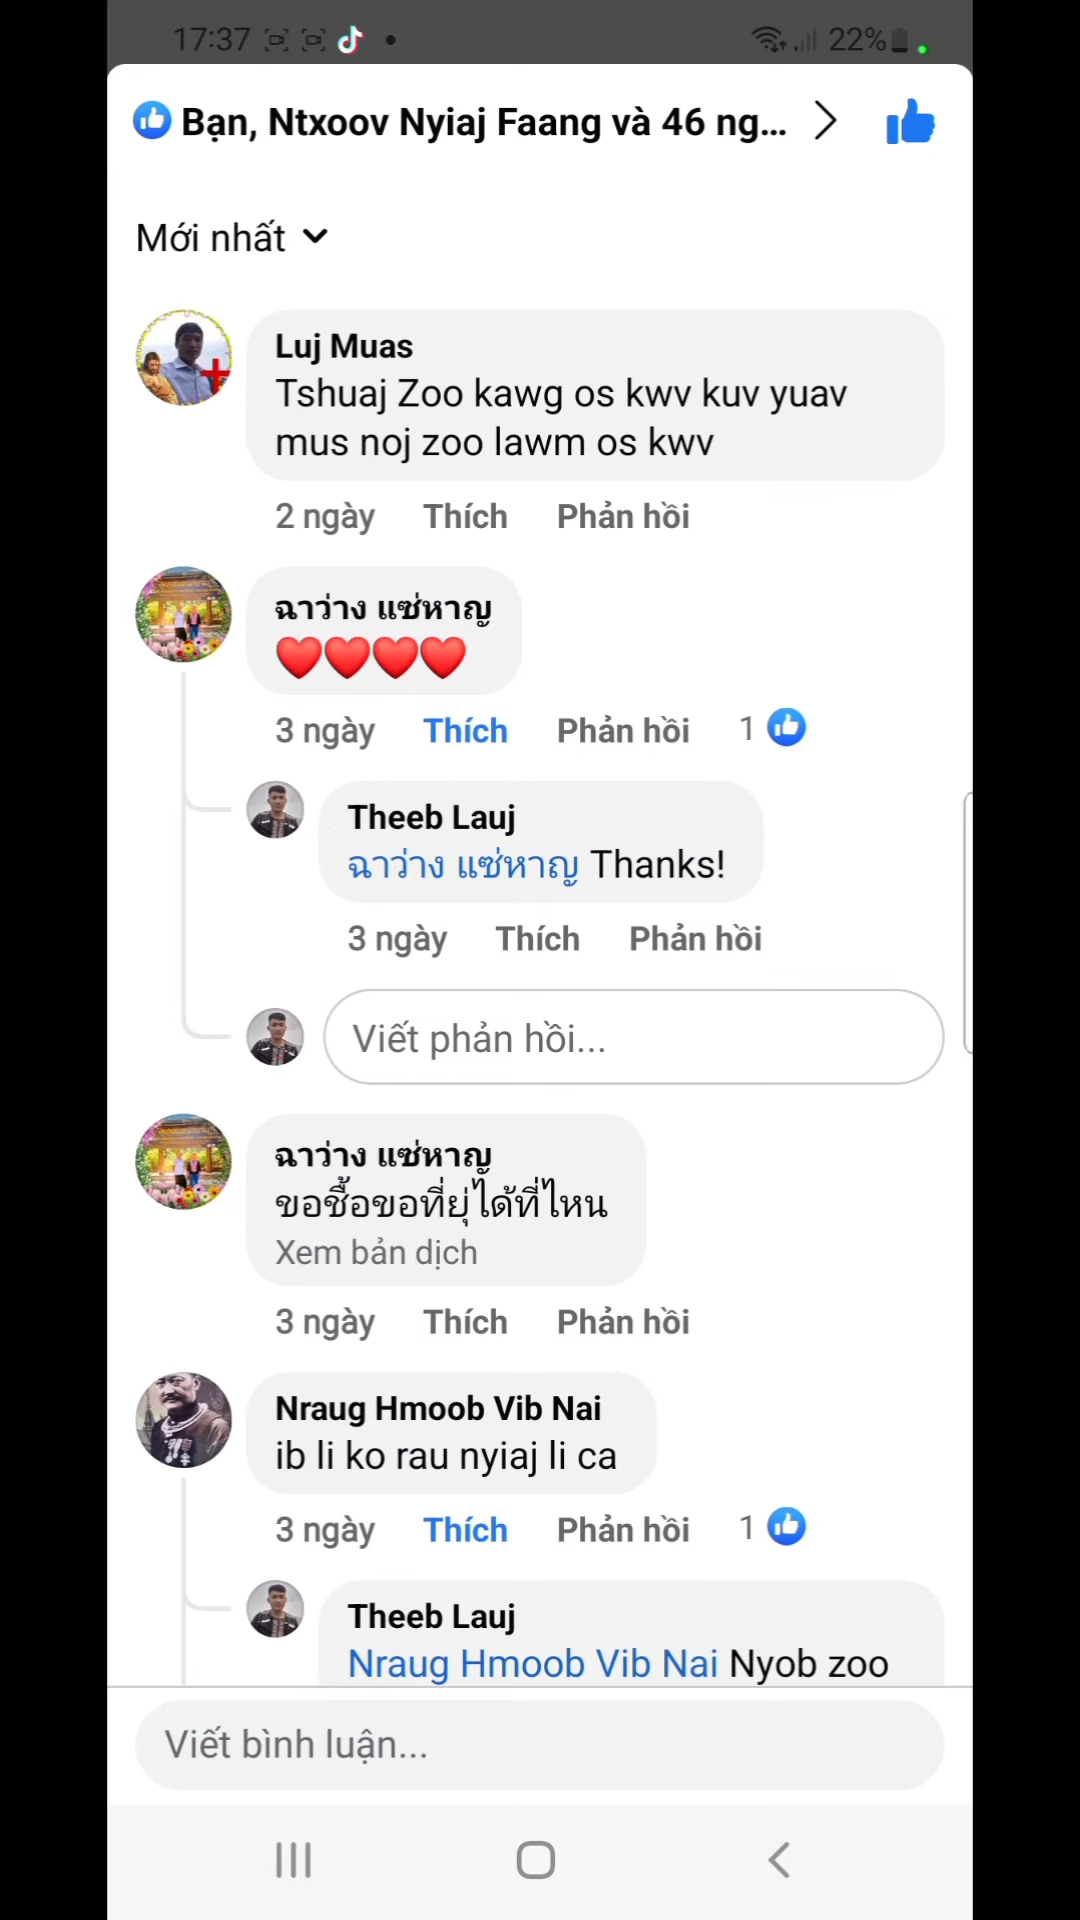 17:37
22%
Bạn, Ntxoov Nyiaj Faang và 46 ng...
Mới nhất
Luj Muas
Tshuaj Zoo kawg os kwv kuv yuav
mus noj zoo lawm os kwv
2 ngày Thích Phản hồi
ฉาว่าง แซ่หาญ
❤️❤️❤️❤️
3 ngày Thích Phản hồi 1
Theeb Lauj
ฉาว่าง แซ่หาญ Thanks!
3 ngày Thích Phản hồi
Viết phản hồi...
ฉาว่าง แซ่หาญ
ขอซื้อขอที่ยุ่ได้ที่ไหน
Xem bản dịch
3 ngày Thích Phản hồi
Nraug Hmoob Vib Nai
ib li ko rau nyiaj li ca
3 ngày Thích Phản hồi 1
Theeb Lauj
Nraug Hmoob Vib Nai Nyob zoo
Viết bình luận...